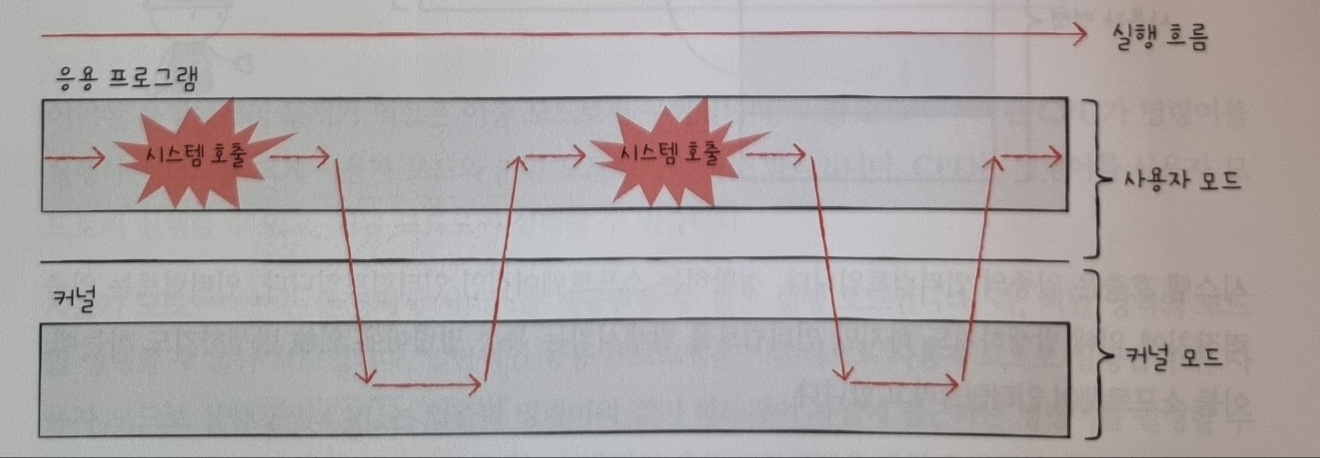 실행 흐름
응용 프로그램
시스템 호출
시스템 호출
사용자 모드
커널
커널 모드